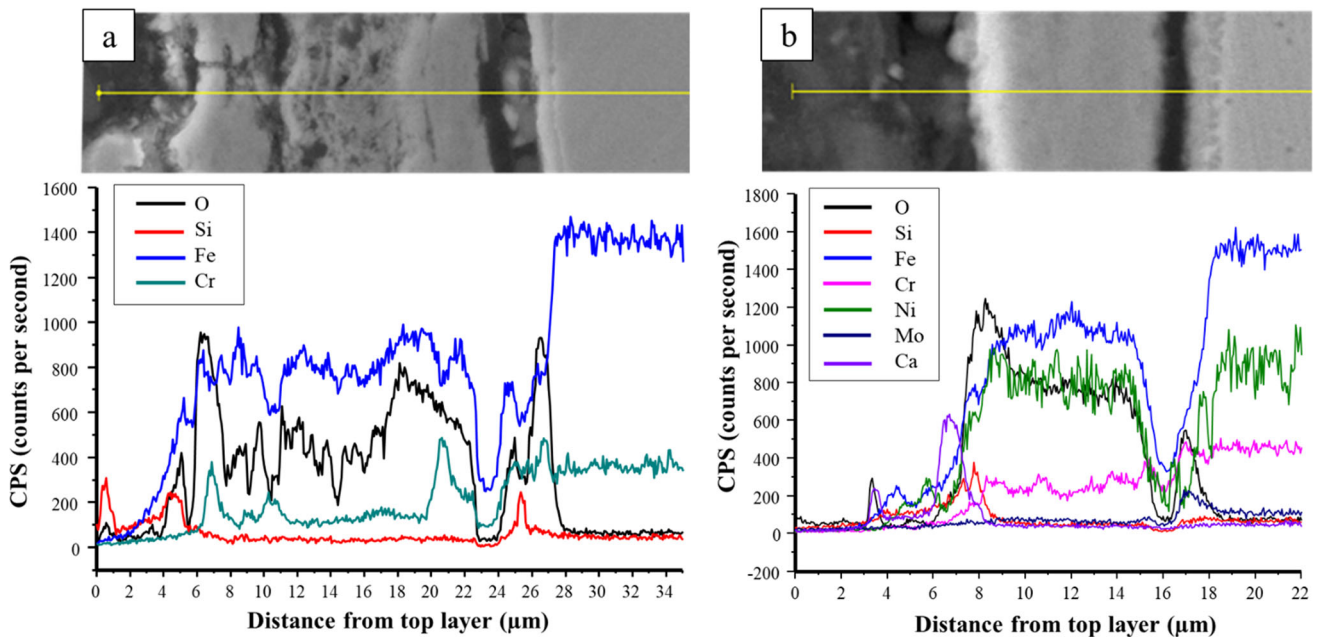 a
b
1600
1400
1200
1000
800
600
400
200
0
CPS (counts per second)
O
Si
Fe
Cr
0 2 4 6 8 10 12 14 16 18 20 22 24 26 28 30 32 34
Distance from top layer (µm)
1800
1600
1400
1200
1000
800
600
400
200
0
-200
CPS (counts per second)
O
Si
Fe
Cr
Ni
Mo
Ca
0 2 4 6 8 10 12 14 16 18 20 22
Distance from top layer (µm)